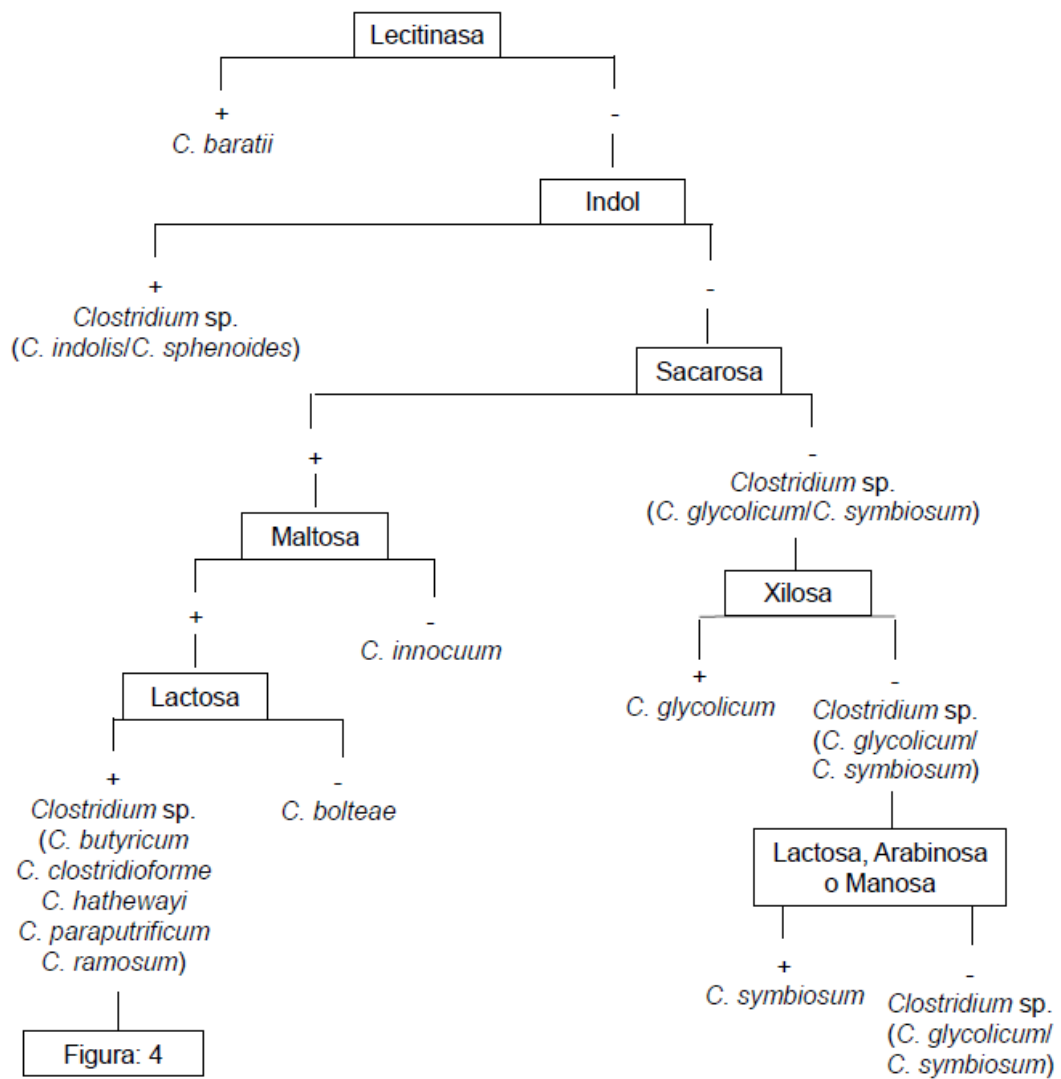 Lecitinasa
+
C. baratii
-
Indol
+
Clostridium sp.
(C. indolis/C. sphenoides)
-
Sacarosa
+
Maltosa
+
Lactosa
+
Clostridium sp.
(C. butyricum
C. clostridioforme
C. hathewayi
C. paraputrificum
C. ramosum)
Figura: 4
-
C. bolteae
-
C. innocuum
-
Clostridium sp.
(C. glycolicum/C. symbiosum)
Xilosa
+
C. glycolicum
-
Clostridium sp.
(C. glycolicum/
C. symbiosum)
Lactosa, Arabinosa
o Manosa
+
C. symbiosum
-
Clostridium sp.
(C. glycolicum/
C. symbiosum)